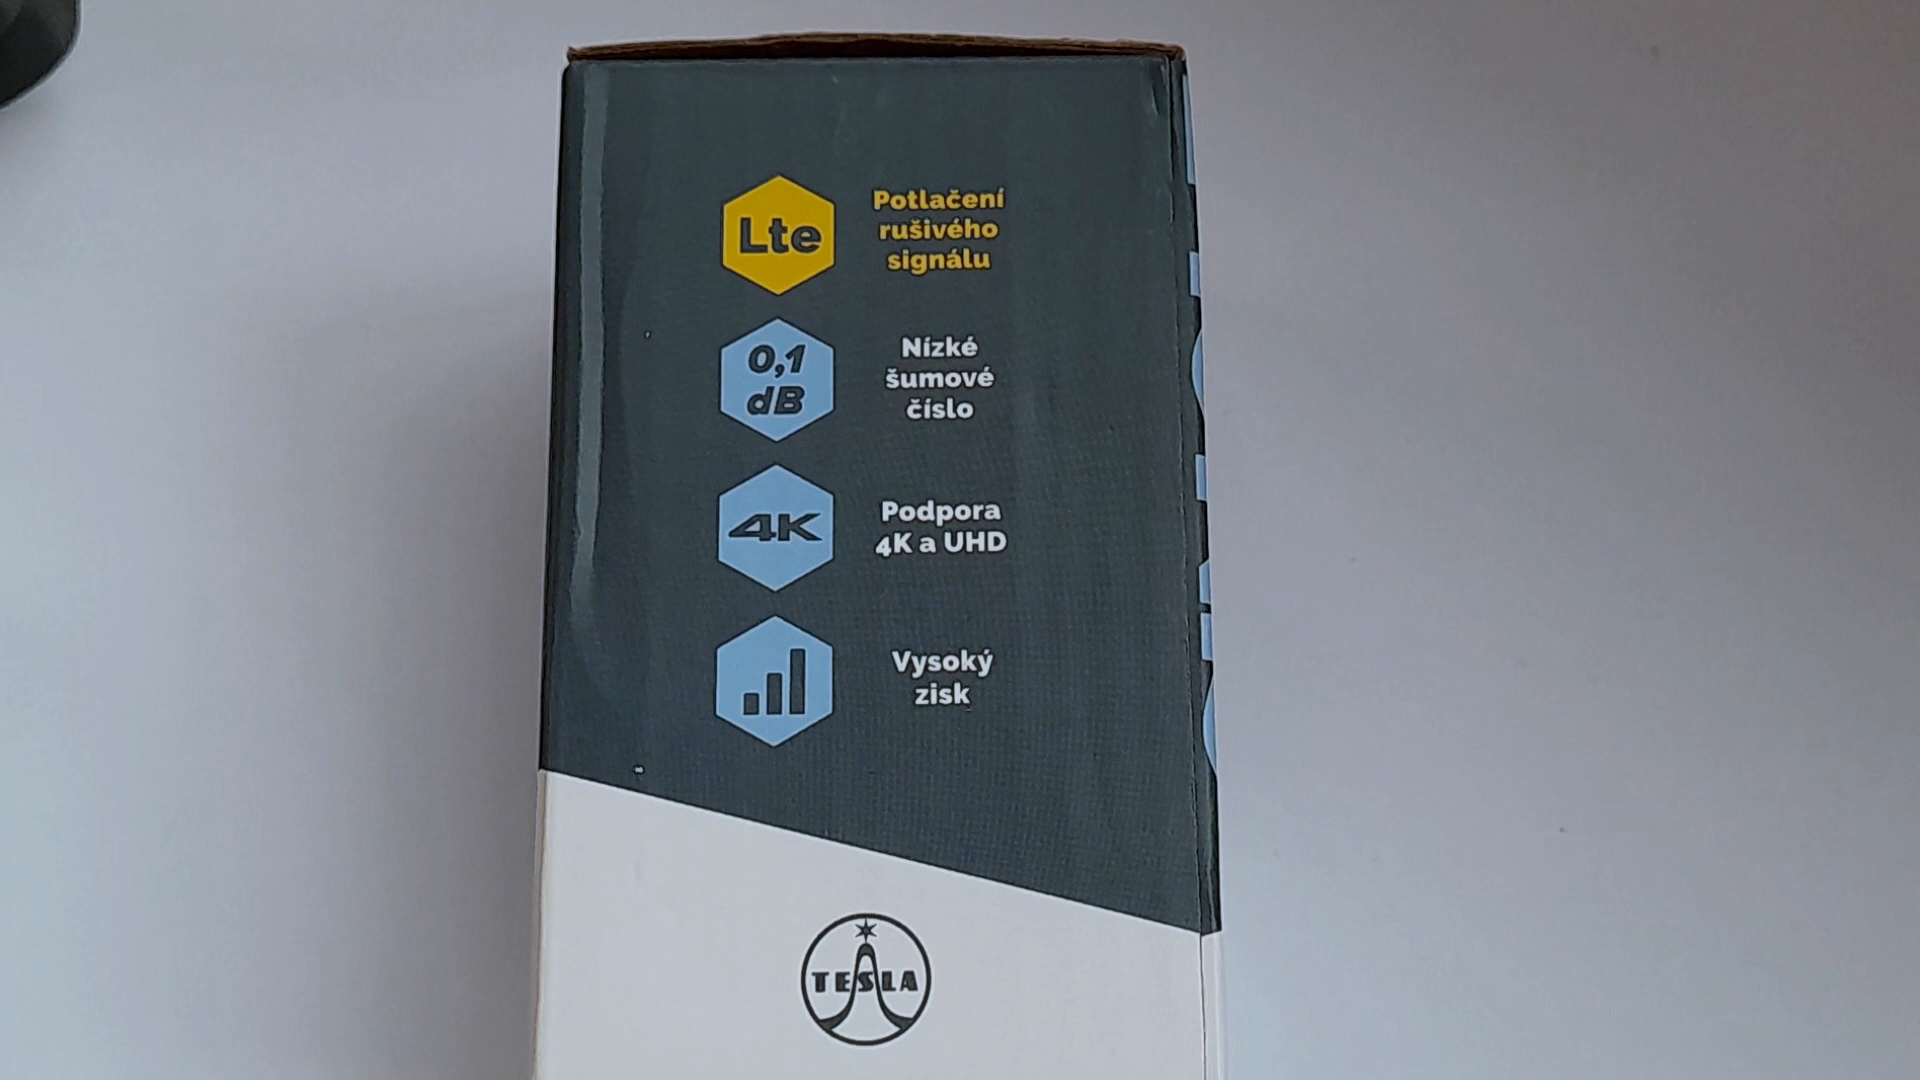 Lte
Potlačení
rušivého
signálu
0,1
dB
Nízké
šumové
číslo
4K
Podpora
4K a UHD
Vysoký
zisk
TESLA